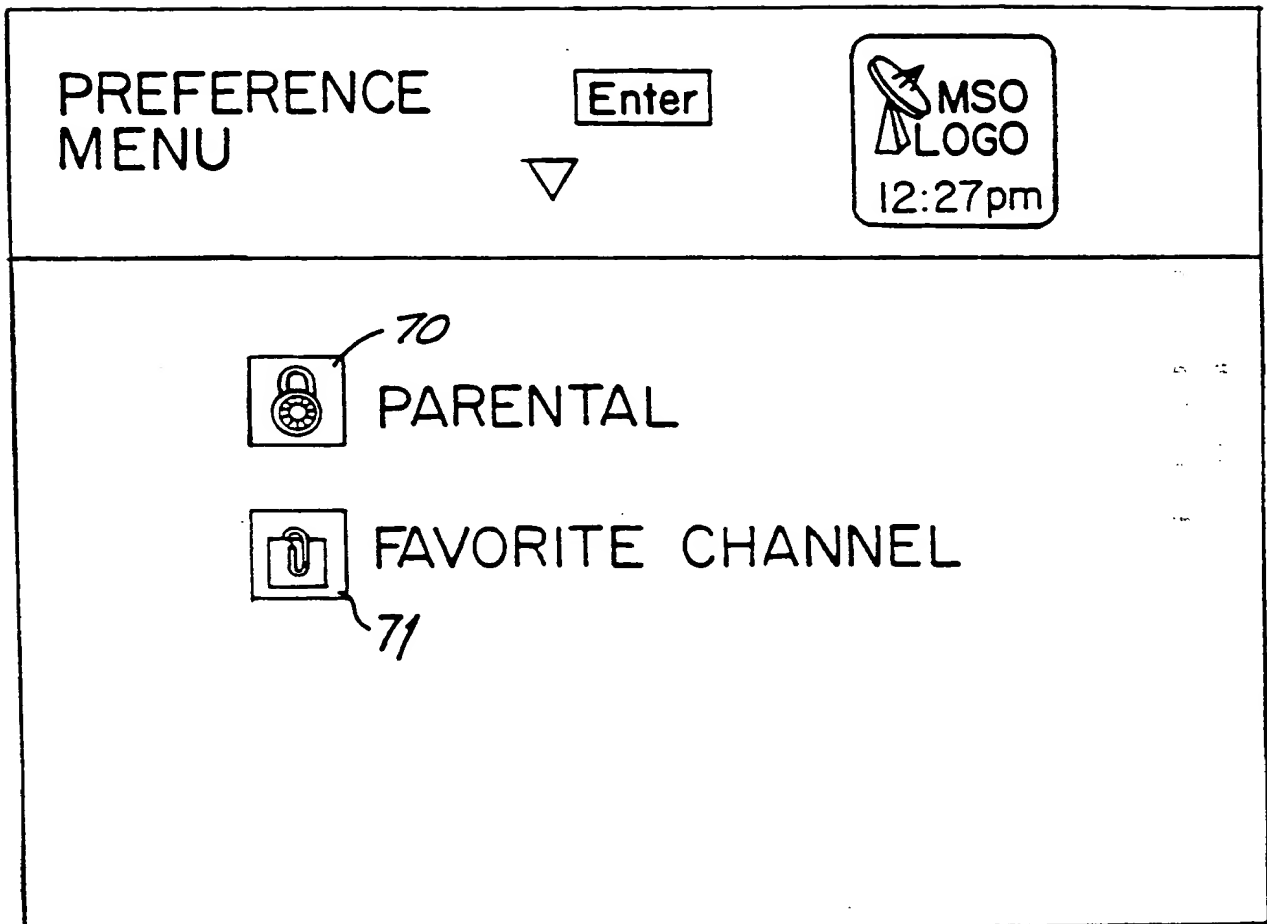 PREFERENCE
MENU
Enter
MSO
LOGO
12:27pm
70
PARENTAL
FAVORITE CHANNEL
71